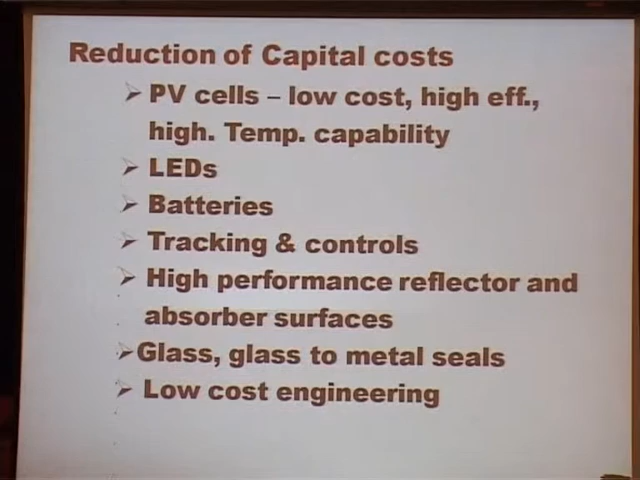 Reduction of Capital costs
➢ PV cells – low cost, high eff.,
high. Temp. capability
➢ LEDs
➢ Batteries
➢ Tracking & controls
➢ High performance reflector and
absorber surfaces
➢ Glass, glass to metal seals
➢ Low cost engineering